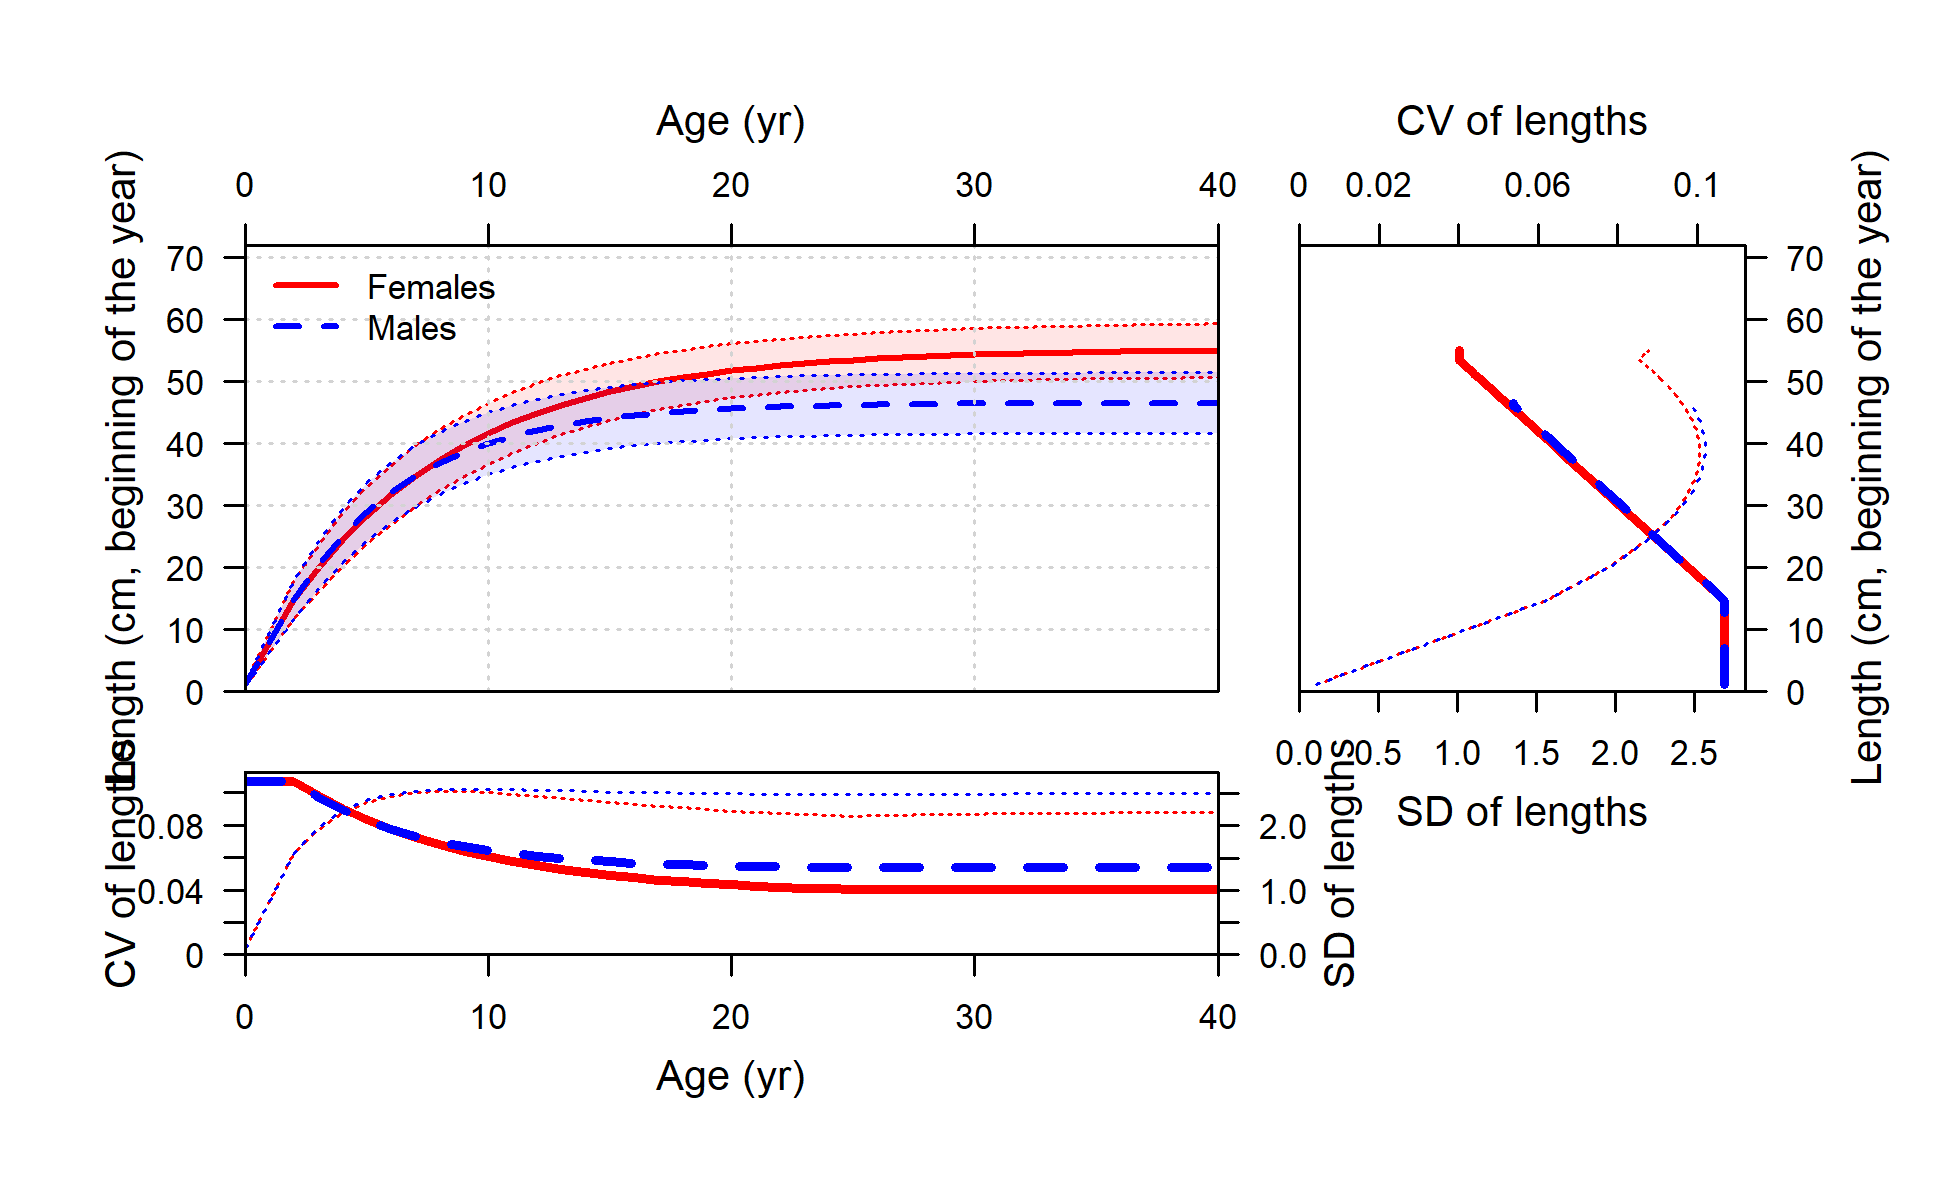 Age (yr)
CV of lengths
0 10 20 30 40
0 0.02 0.06 0.1
Length (cm, beginning of the year)
70
60
50
40
30
20
10
0
Females
Males
70
60
50
40
30
20
10
0
Length (cm, beginning of the year)
0.0 0.5 1.0 1.5 2.0 2.5
SD of lengths
CV of lengths
0.08
0.04
0
2.0
1.0
0.0
SD of lengths
0 10 20 30 40
Age (yr)